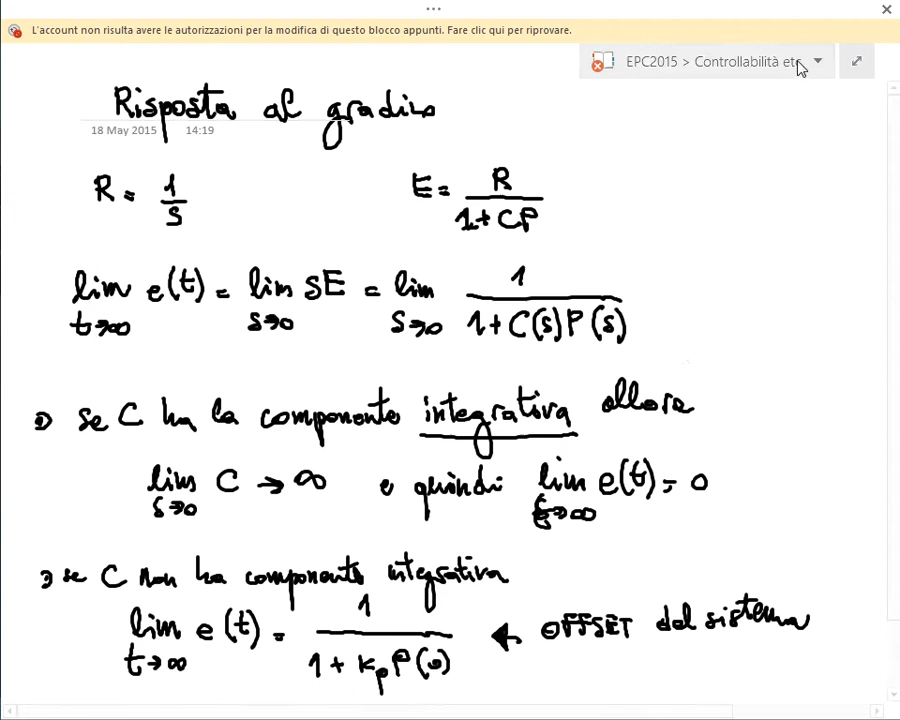 L'account non risulta avere le autorizzazioni per la modifica di questo blocco appunti. Fare clic qui per riprovare.
EPC2015 > Controllabilità etc
Risposta al gradino
18 May 2015 14:19
R = 1/s E = R/(1 + CP)
lim t→∞ e(t) = lim s→0 SE = lim s→0 1/(1 + C(s)P(s))
1) se C ha la componente integrativa allora
lim s→0 C → ∞ e quindi lim t→∞ e(t) = 0
2) se C non ha componente integrativa
lim t→∞ e(t) = 1/(1 + KpP(0)) ← OFFSET del sistema